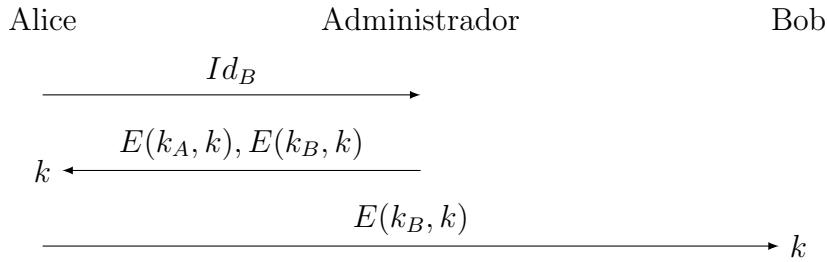 Alice Administrador Bob
Id_B
E(k_A, k), E(k_B, k)
k
E(k_B, k)
k